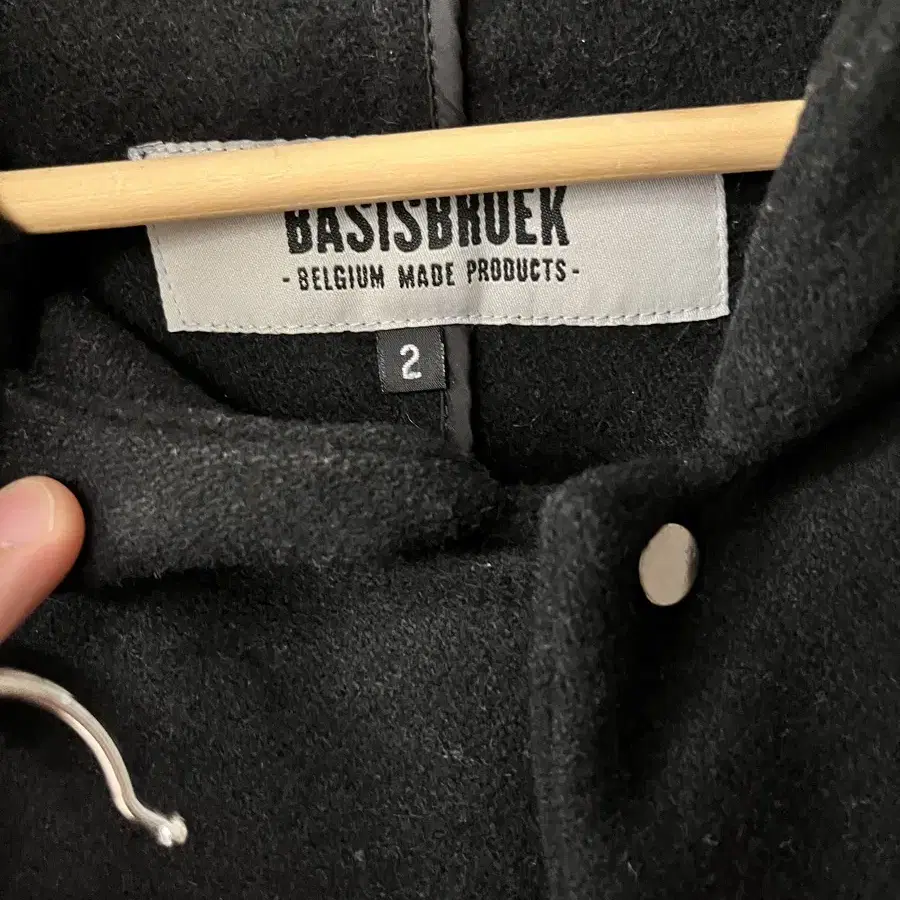 BASISBROEK
- BELGIUM MADE PRODUCTS -
2